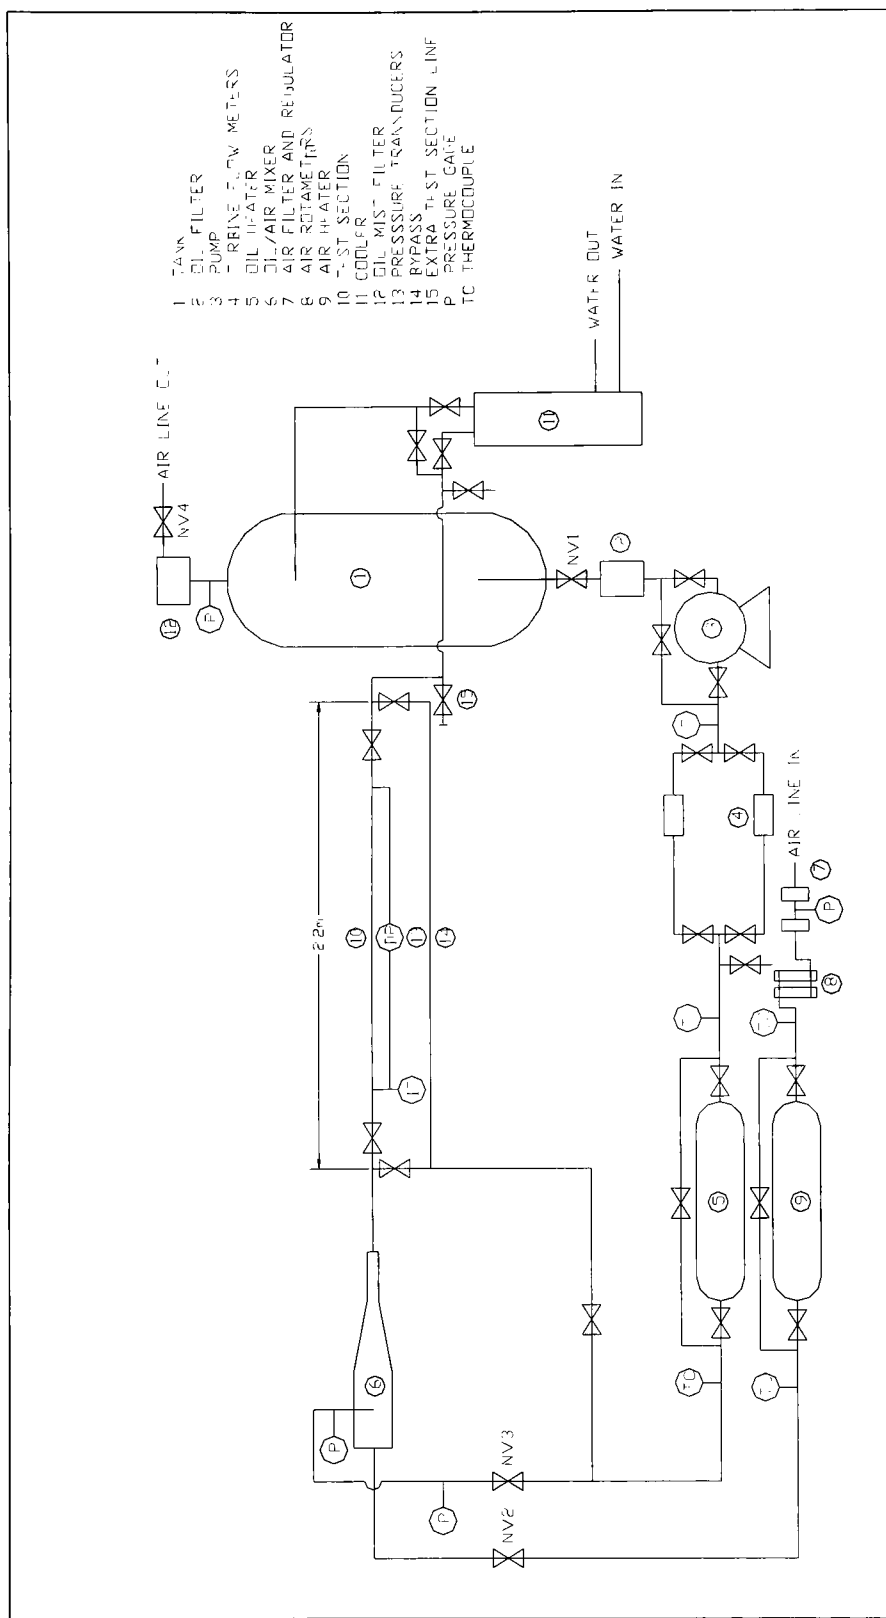 1 TANK
2 OIL FILTER
3 PUMP
4 FLOW METERS
5 OIL HEATER
6 OIL/AIR MIXER
7 AIR FILTER AND REGULATOR
8 AIR ROTAMETERS
9 AIR HEATER
10 TEST SECTION
11 COOLER
12 OIL MIST FILTER
13 PRESSSURE TRANSDUCERS
14 BYPASS
15 EXTRA TEST SECTION LINE
P PRESSURE GAGE
TC THERMOCOUPLE
AIR LINE OUT
NV4
12
P
1
WATER OUT
WATER IN
11
NV1
2
3
2.2m
10
DP
13
14
4
AIR LINE IN
7
P
8
5
9
TC
6
P
P
NV3
NV2